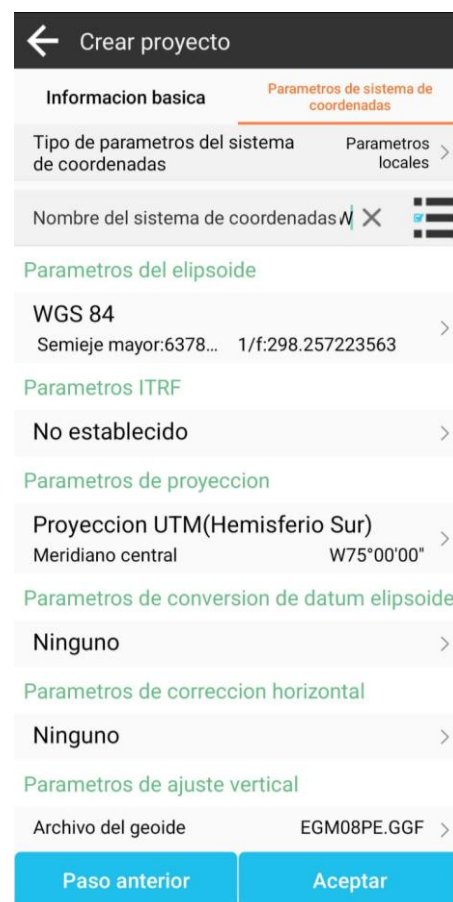 Crear proyecto
Informacion basica
Parametros de sistema de
coordenadas
Tipo de parametros del sistema
de coordenadas
Parametros
locales
Nombre del sistema de coordenadas
Parametros del elipsoide
WGS 84
Semieje mayor:6378... 1/f:298.257223563
Parametros ITRF
No establecido
Parametros de proyeccion
Proyeccion UTM(Hemisferio Sur)
Meridiano central W75°00'00"
Parametros de conversion de datum elipsoide
Ninguno
Parametros de correccion horizontal
Ninguno
Parametros de ajuste vertical
Archivo del geoide EGM08PE.GGF
Paso anterior Aceptar